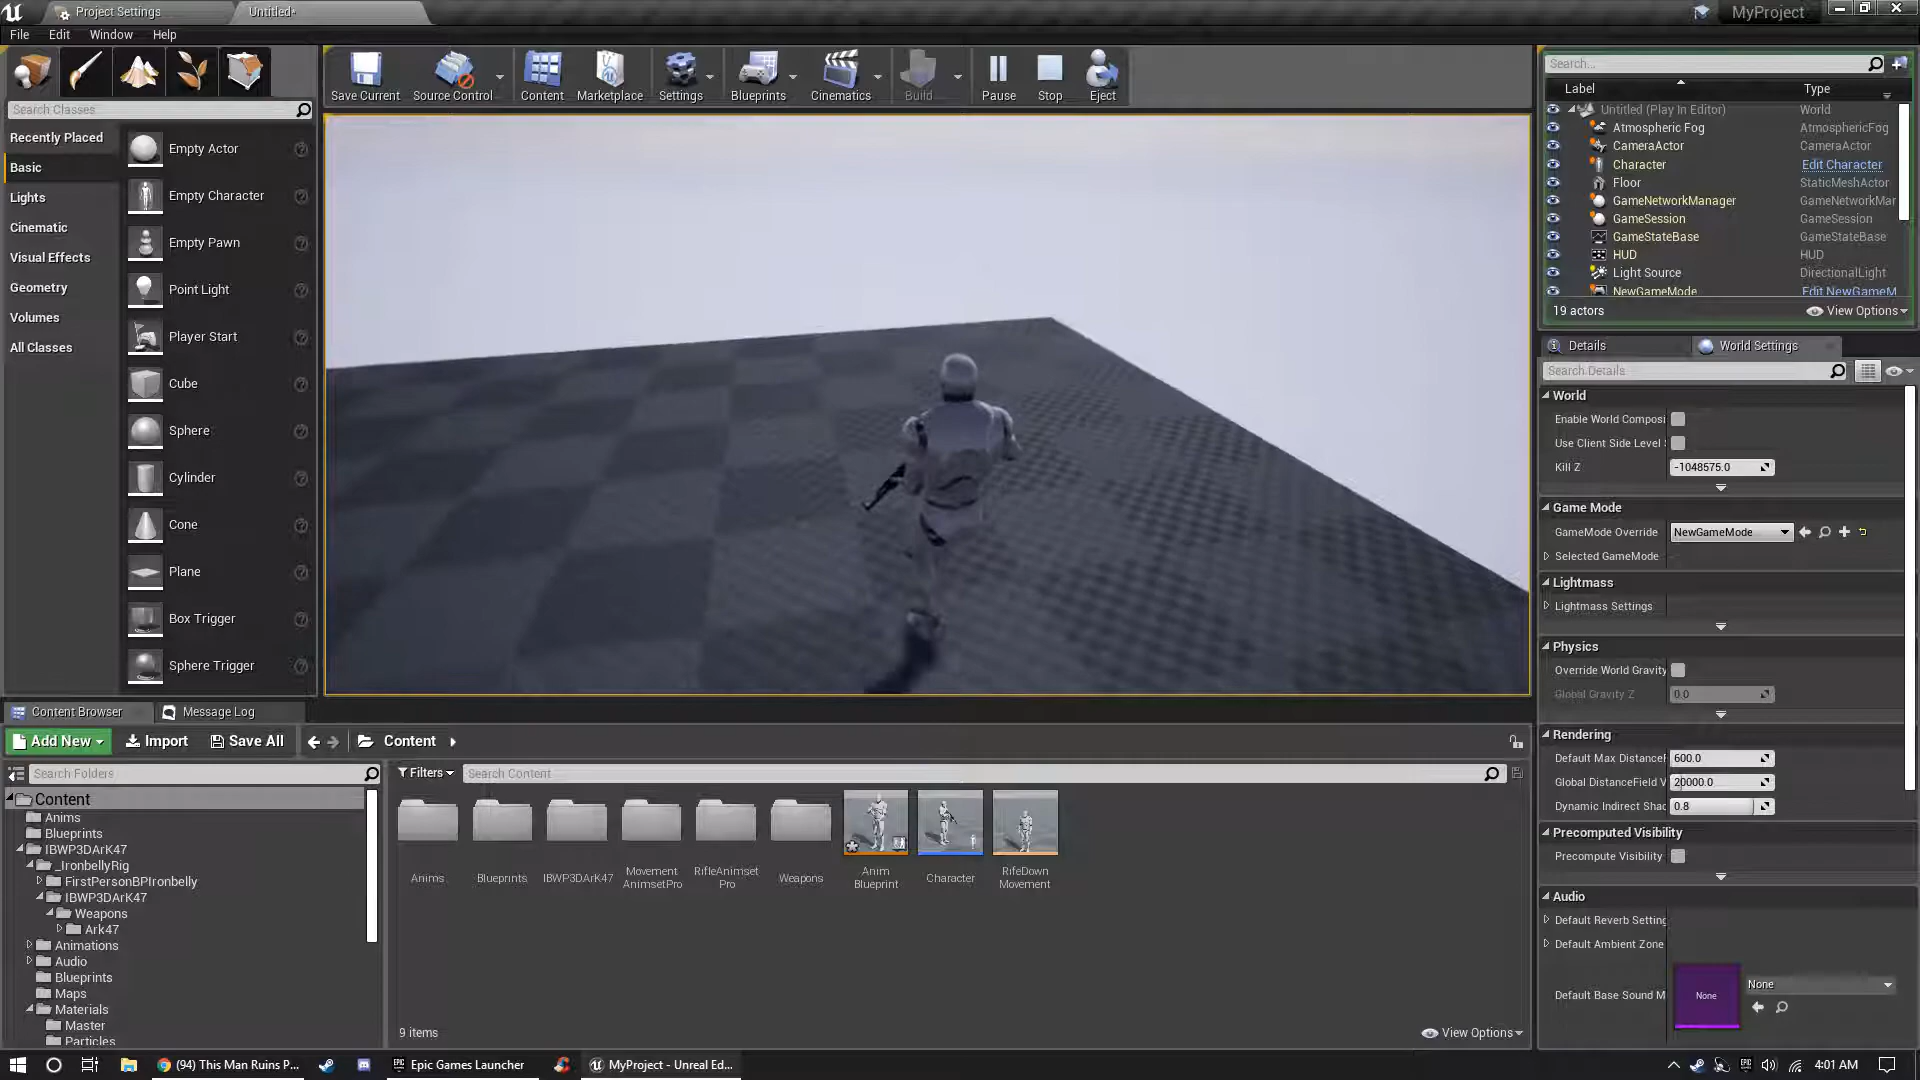 Project Settings
Untitled*
MyProject
File
Edit
Window
Help
Search Classes
Recently Placed
Basic
Lights
Cinematic
Visual Effects
Geometry
Volumes
All Classes
Empty Actor
Empty Character
Empty Pawn
Point Light
Player Start
Cube
Sphere
Cylinder
Cone
Plane
Box Trigger
Sphere Trigger
Save Current
Source Control
Content
Marketplace
Settings
Blueprints
Cinematics
Build
Pause
Stop
Eject
Search...
Label
Type
Untitled (Play In Editor)
World
Atmospheric Fog
AtmosphericFog
CameraActor
CameraActor
Character
Edit Character
Floor
StaticMeshActor
GameNetworkManager
GameNetworkMar
GameSession
GameSession
GameStateBase
GameStateBase
HUD
HUD
Light Source
DirectionalLight
NewGameMode
Edit NewGameM
19 actors
View Options
Details
World Settings
Search Details
World
Enable World Composi
Use Client Side Level
Kill Z
-1048575.0
Game Mode
GameMode Override
NewGameMode
Selected GameMode
Lightmass
Lightmass Settings
Physics
Override World Gravity
Global Gravity Z
0.0
Rendering
Default Max DistanceF
600.0
Global DistanceField V
20000.0
Dynamic Indirect Shad
0.8
Precomputed Visibility
Precompute Visibility
Audio
Default Reverb Setting
Default Ambient Zone
Default Base Sound M
None
None
Content Browser
Message Log
Add New
Import
Save All
Content
Search Folders
Filters
Search Content
Content
Anims
Blueprints
IBWP3DArK47
_IronbellyRig
FirstPersonBPIronbelly
IBWP3DArK47
Weapons
Ark47
Animations
Audio
Blueprints
Maps
Materials
Master
Particles
Anims
Blueprints
IBWP3DArK47
Movement
AnimsetPro
RifleAnimset
Pro
Weapons
Anim
Blueprint
Character
RifeDown
Movement
9 items
View Options
(94) This Man Ruins P...
Epic Games Launcher
MyProject - Unreal Ed...
4:01 AM